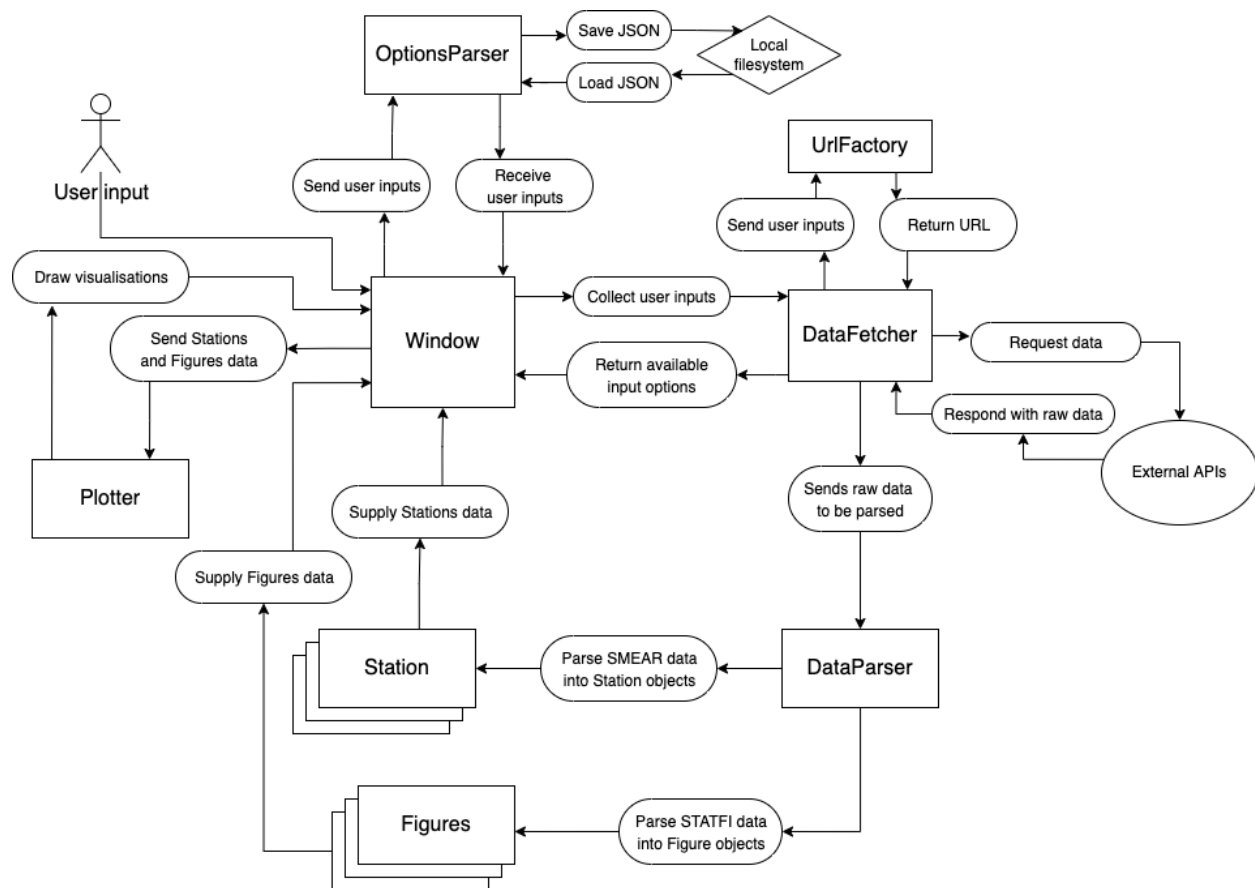 Save JSON
Local
filesystem
OptionsParser
Load JSON
UrlFactory
User input
Send user inputs
Receive
user inputs
Send user inputs
Return URL
Draw visualisations
Collect user inputs
Send Stations
and Figures data
Window
DataFetcher
Request data
Return available
input options
Respond with raw data
External APIs
Plotter
Supply Stations data
Sends raw data
to be parsed
Supply Figures data
Station
Parse SMEAR data
into Station objects
DataParser
Figures
Parse STATFI data
into Figure objects